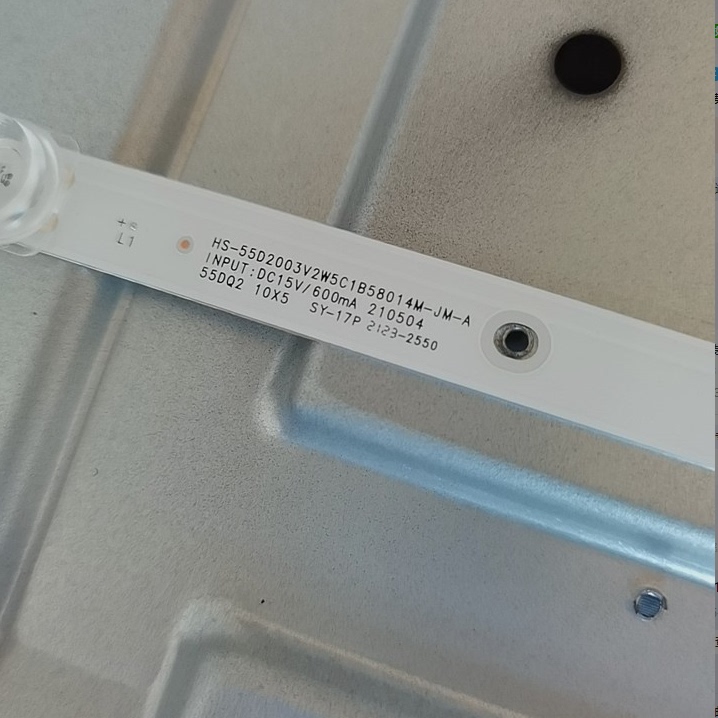 HS-55D2003V2W5C1B58014M-JM-A
INPUT:DC15V/600mA 210504
55DQ2 10X5 SY-17P 2123-2550
L1